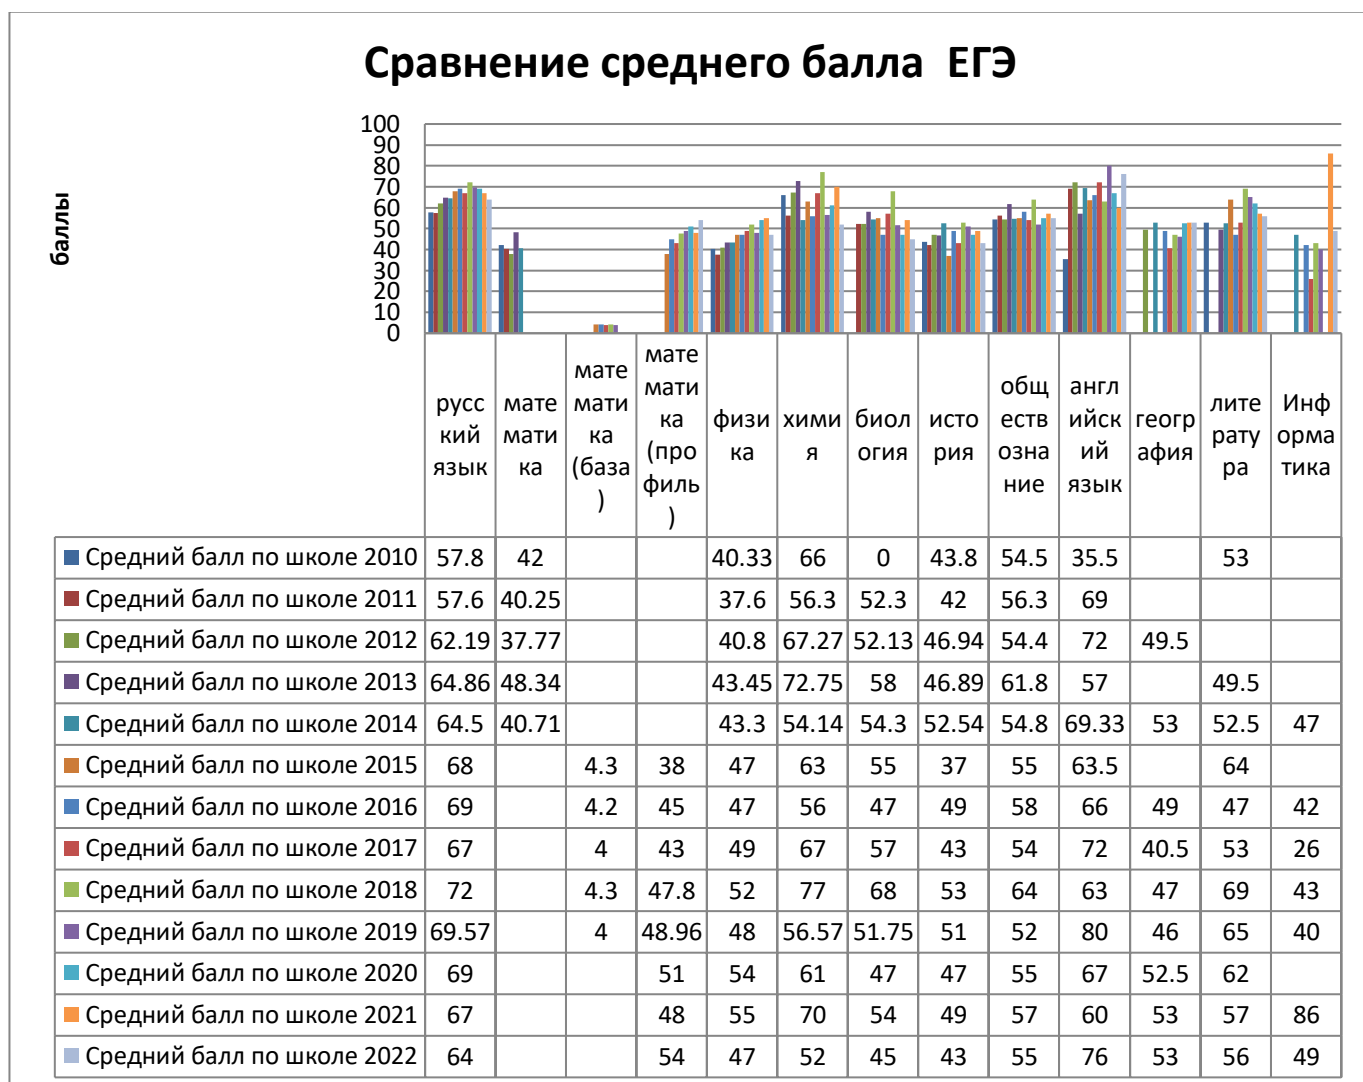 Сравнение среднего балла ЕГЭ
баллы
100
90
80
70
60
50
40
30
20
10
0
русс
кий
язык
мате
мати
ка
мате
мати
ка
(база
)
мате
мати
ка
(про
филь
)
физи
ка
хими
я
биол
огия
исто
рия
общ
еств
озна
ние
англ
ийск
ий
язык
геогр
афия
лите
рату
ра
Инф
орма
тика
Средний балл по школе 2010 57.8 42 40.33 66 0 43.8 54.5 35.5 53
Средний балл по школе 2011 57.6 40.25 37.6 56.3 52.3 42 56.3 69
Средний балл по школе 2012 62.19 37.77 40.8 67.27 52.13 46.94 54.4 72 49.5
Средний балл по школе 2013 64.86 48.34 43.45 72.75 58 46.89 61.8 57 49.5
Средний балл по школе 2014 64.5 40.71 43.3 54.14 54.3 52.54 54.8 69.33 53 52.5 47
Средний балл по школе 2015 68 4.3 38 47 63 55 37 55 63.5 64
Средний балл по школе 2016 69 4.2 45 47 56 47 49 58 66 49 47 42
Средний балл по школе 2017 67 4 43 49 67 57 43 54 72 40.5 53 26
Средний балл по школе 2018 72 4.3 47.8 52 77 68 53 64 63 47 69 43
Средний балл по школе 2019 69.57 4 48.96 48 56.57 51.75 51 52 80 46 65 40
Средний балл по школе 2020 69 51 54 61 47 47 55 67 52.5 62
Средний балл по школе 2021 67 48 55 70 54 49 57 60 53 57 86
Средний балл по школе 2022 64 54 47 52 45 43 55 76 53 56 49